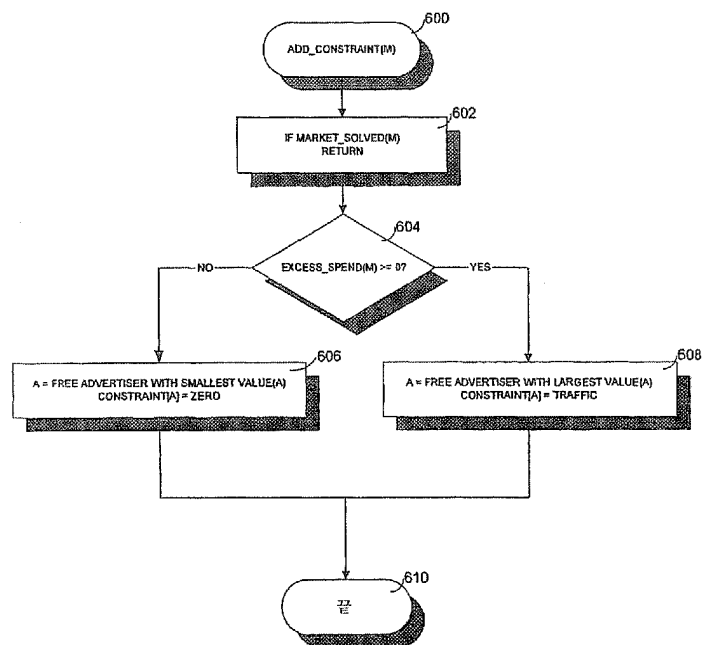 600
ADD_CONSTRAINT(M)
602
IF MARKET_SOLVED(M)
RETURN
604
EXCESS_SPEND(M) >= 0?
NO
YES
606
A = FREE ADVERTISER WITH SMALLEST VALUE(A)
CONSTRAINT[A] = ZERO
608
A = FREE ADVERTISER WITH LARGEST VALUE(A)
CONSTRAINT[A] = TRAFFIC
610
끝